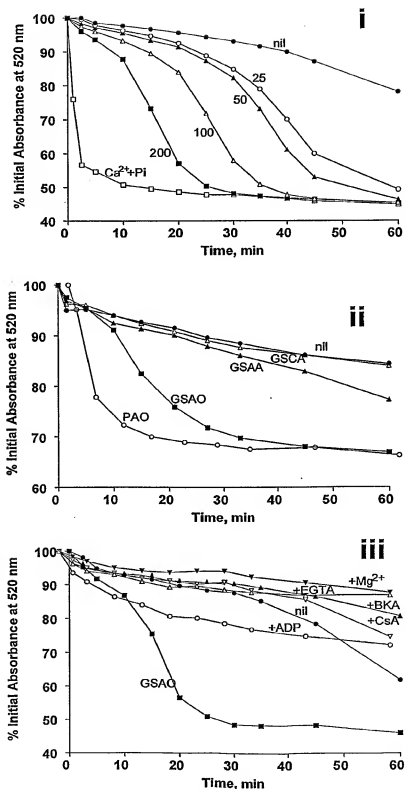 i
% Initial Absorbance at 520 nm
100
90
80
70
60
50
40
nil
25
50
100
200
Ca²⁺+Pi
0 10 20 30 40 50 60
Time, min
ii
% Initial Absorbance at 520 nm
100
90
80
70
60
nil
GSCA
GSAA
GSAO
PAO
0 10 20 30 40 50 60
Time, min
iii
% Initial Absorbance at 520 nm
100
90
80
70
60
50
40
+Mg²⁺
+EGTA
+BKA
nil
+CsA
+ADP
GSAO
0 10 20 30 40 50 60
Time, min